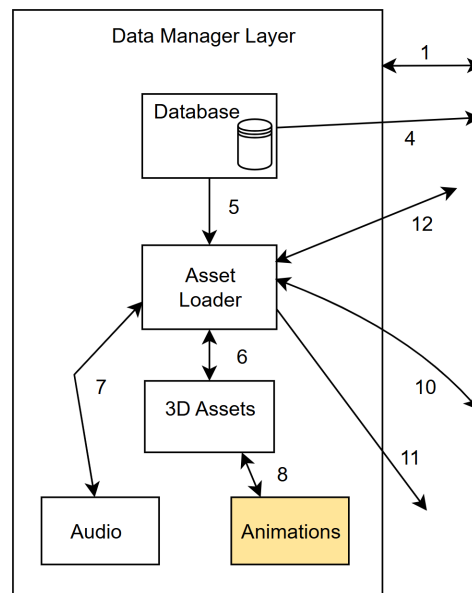 Data Manager Layer
1
Database
4
5
12
Asset
Loader
6
7
10
3D Assets
11
8
Audio
Animations